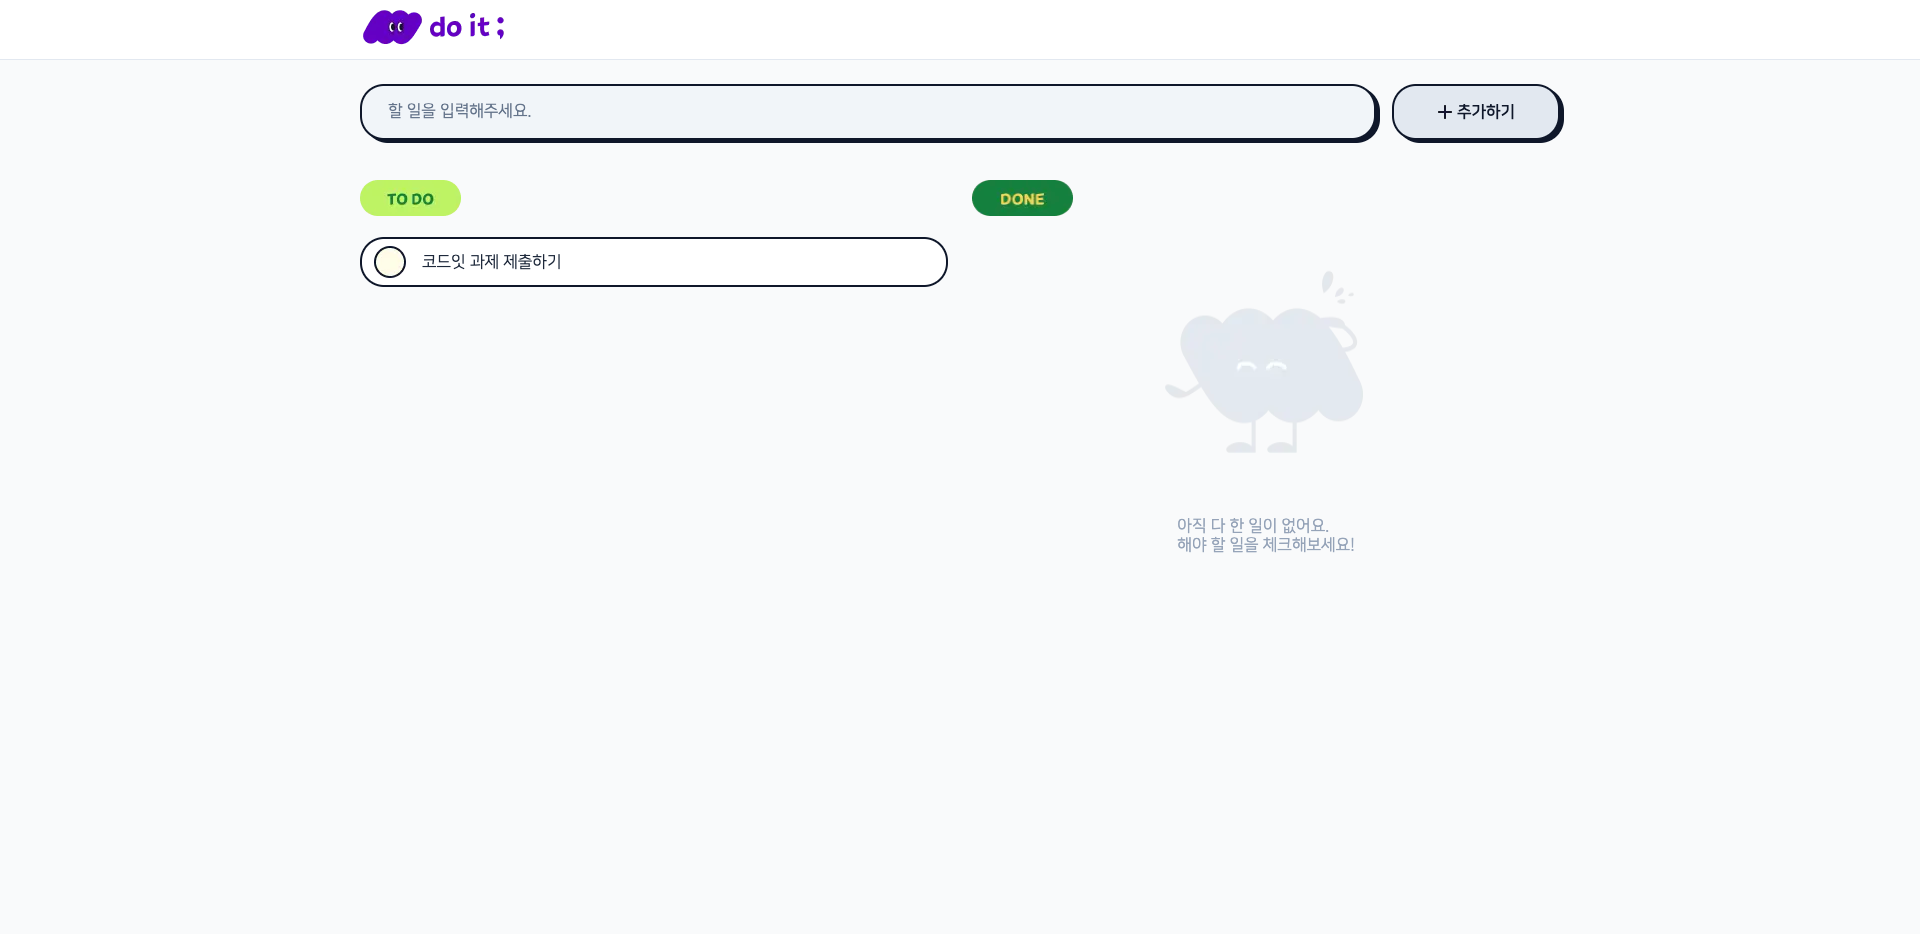 do it ;
할 일을 입력해주세요.
+ 추가하기
TO DO
DONE
코드잇 과제 제출하기
아직 다 한 일이 없어요.
해야 할 일을 체크해보세요!